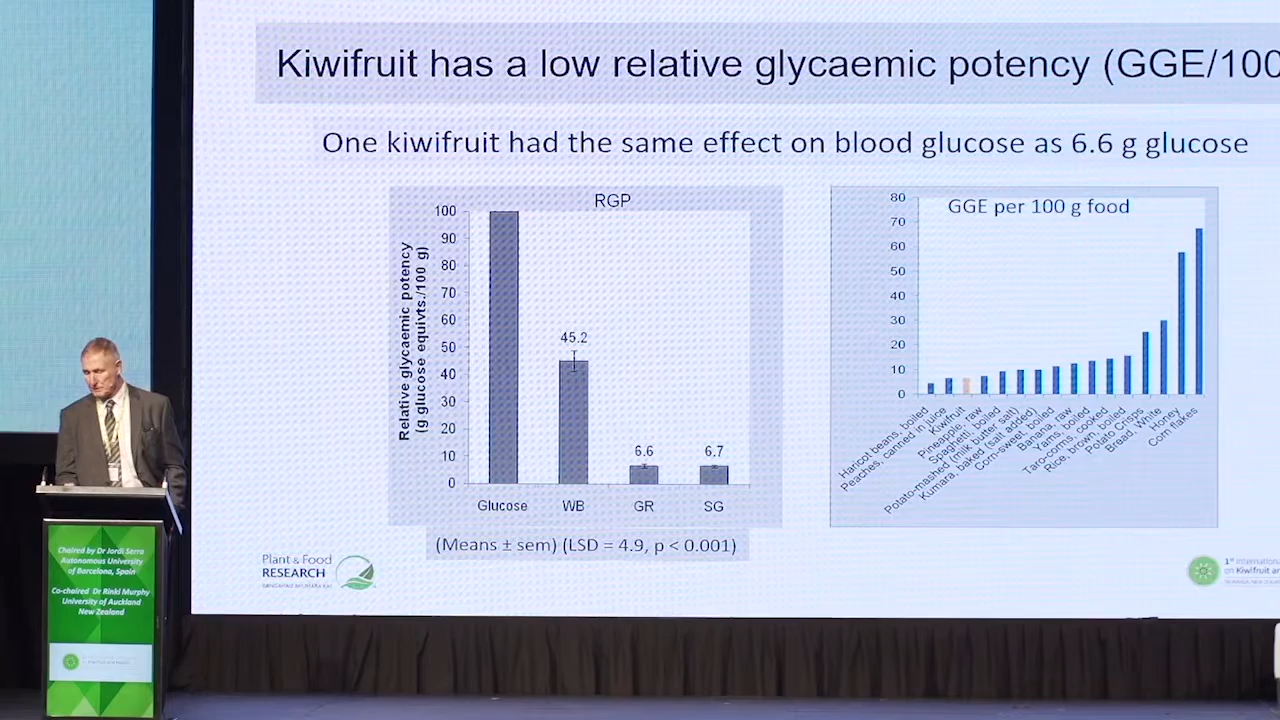 Kiwifruit has a low relative glycaemic potency (GGE/100
One kiwifruit had the same effect on blood glucose as 6.6 g glucose
RGP
Relative glycaemic potency
(g glucose equivts./100 g)
100
90
80
70
60
50
40
30
20
10
0
45.2
6.6
6.7
Glucose WB GR SG
(Means ± sem) (LSD = 4.9, p < 0.001)
GGE per 100 g food
80
70
60
50
40
30
20
10
0
Haricot beans, boiled
Peaches, canned in juice
Kiwifruit
Pineapple, raw
Spaghetti, boiled
Potato-mashed (milk butter salt)
Kumara, baked (salt added)
Corn-sweet, boiled
Banana, raw
Yams, boiled
Taro-corms, cooked
Rice, brown, boiled
Potato Crisps
Bread, White
Honey
Corn flakes
Plant & Food
RESEARCH
1st Internationa
on Kiwifruit an
Chaired by Dr Jordi Serra
Autonomous University
of Barcelona, Spain
Co-chaired Dr Rinki Murphy
University of Auckland
New Zealand